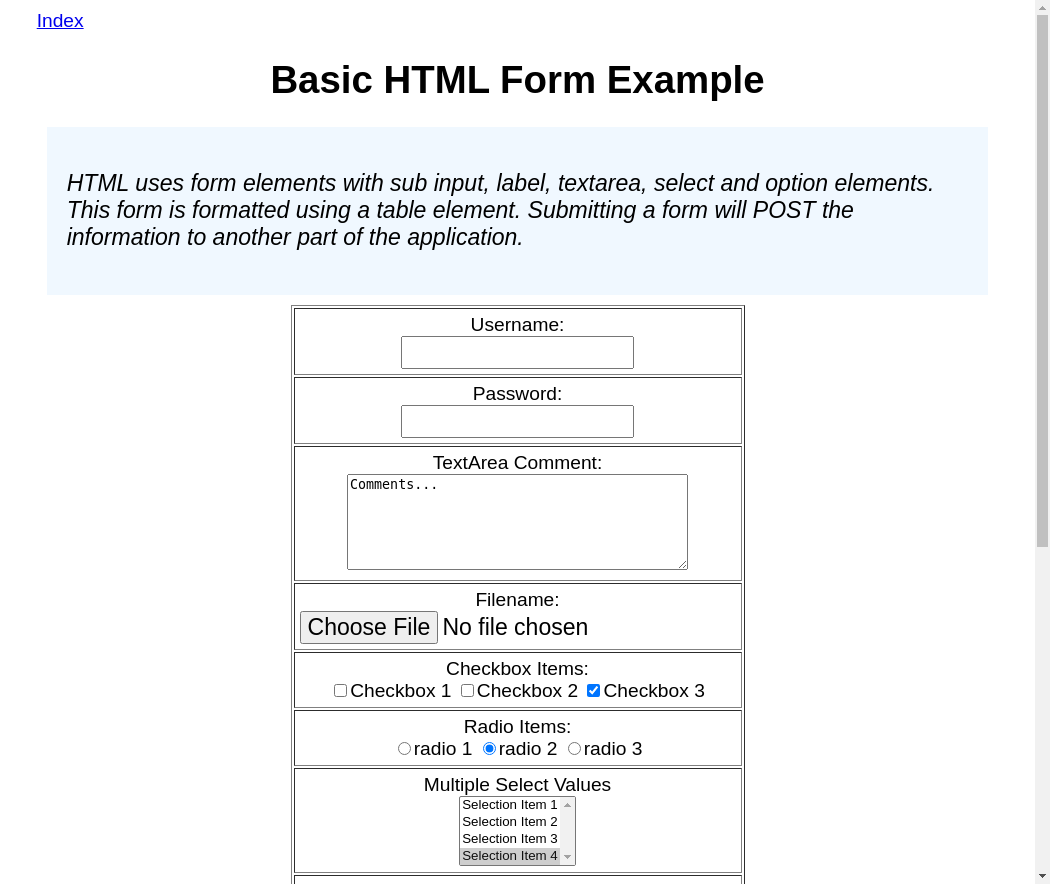 Index
Basic HTML Form Example
HTML uses form elements with sub input, label, textarea, select and option elements.
This form is formatted using a table element. Submitting a form will POST the
information to another part of the application.
Username:
Password:
TextArea Comment:
Comments...
Filename:
Choose File No file chosen
Checkbox Items:
Checkbox 1 Checkbox 2 Checkbox 3
Radio Items:
radio 1 radio 2 radio 3
Multiple Select Values
Selection Item 1
Selection Item 2
Selection Item 3
Selection Item 4